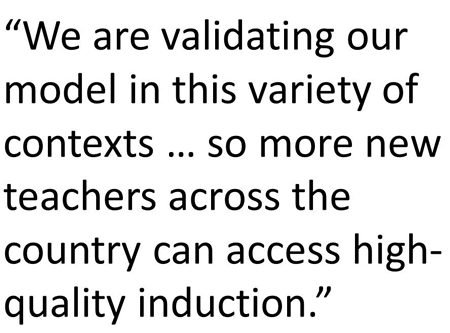 “We are validating our
model in this variety of
contexts … so more new
teachers across the
country can access high-
quality induction.”